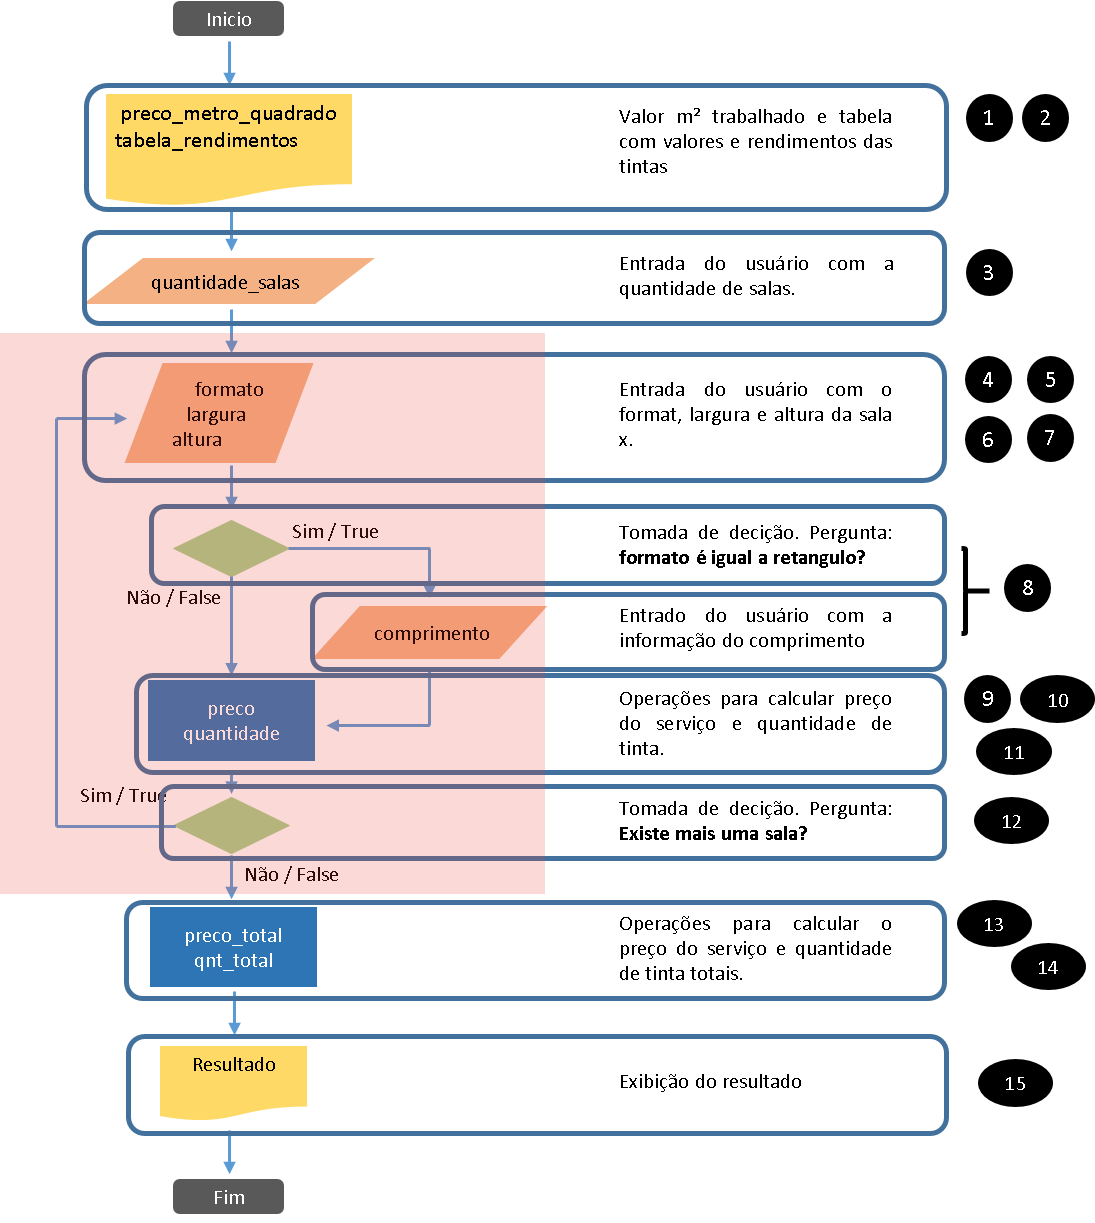 Inicio
preco_metro_quadrado
tabela_rendimentos
Valor m² trabalhado e tabela
com valores e rendimentos das
tintas
1 2
quantidade_salas
Entrada do usuário com a
quantidade de salas.
3
formato
largura
altura
Entrada do usuário com o
format, largura e altura da sala
x.
4 5
6 7
Sim / True
Não / False
Tomada de decição. Pergunta:
formato é igual a retangulo?
8
comprimento
Entrado do usuário com a
informação do comprimento
preco
quantidade
Operações para calcular preço
do serviço e quantidade de
tinta.
9 10
11
Sim / True
Tomada de decição. Pergunta:
Existe mais uma sala?
12
Não / False
preco_total
qnt_total
Operações para calcular o
preço do serviço e quantidade
de tinta totais.
13
14
Resultado
Exibição do resultado
15
Fim